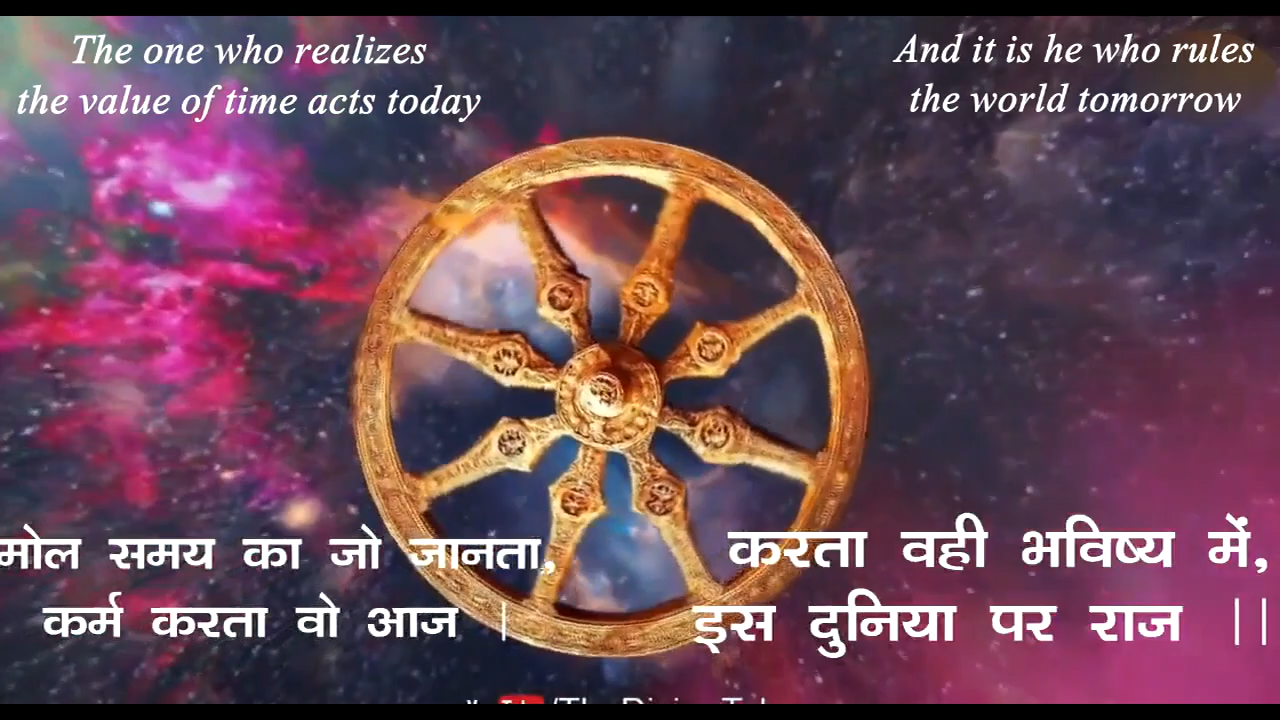 The one who realizes
the value of time acts today
And it is he who rules
the world tomorrow
मोल समय का जो जानता,
कर्म करता वो आज |
करता वही भविष्य में,
इस दुनिया पर राज ||